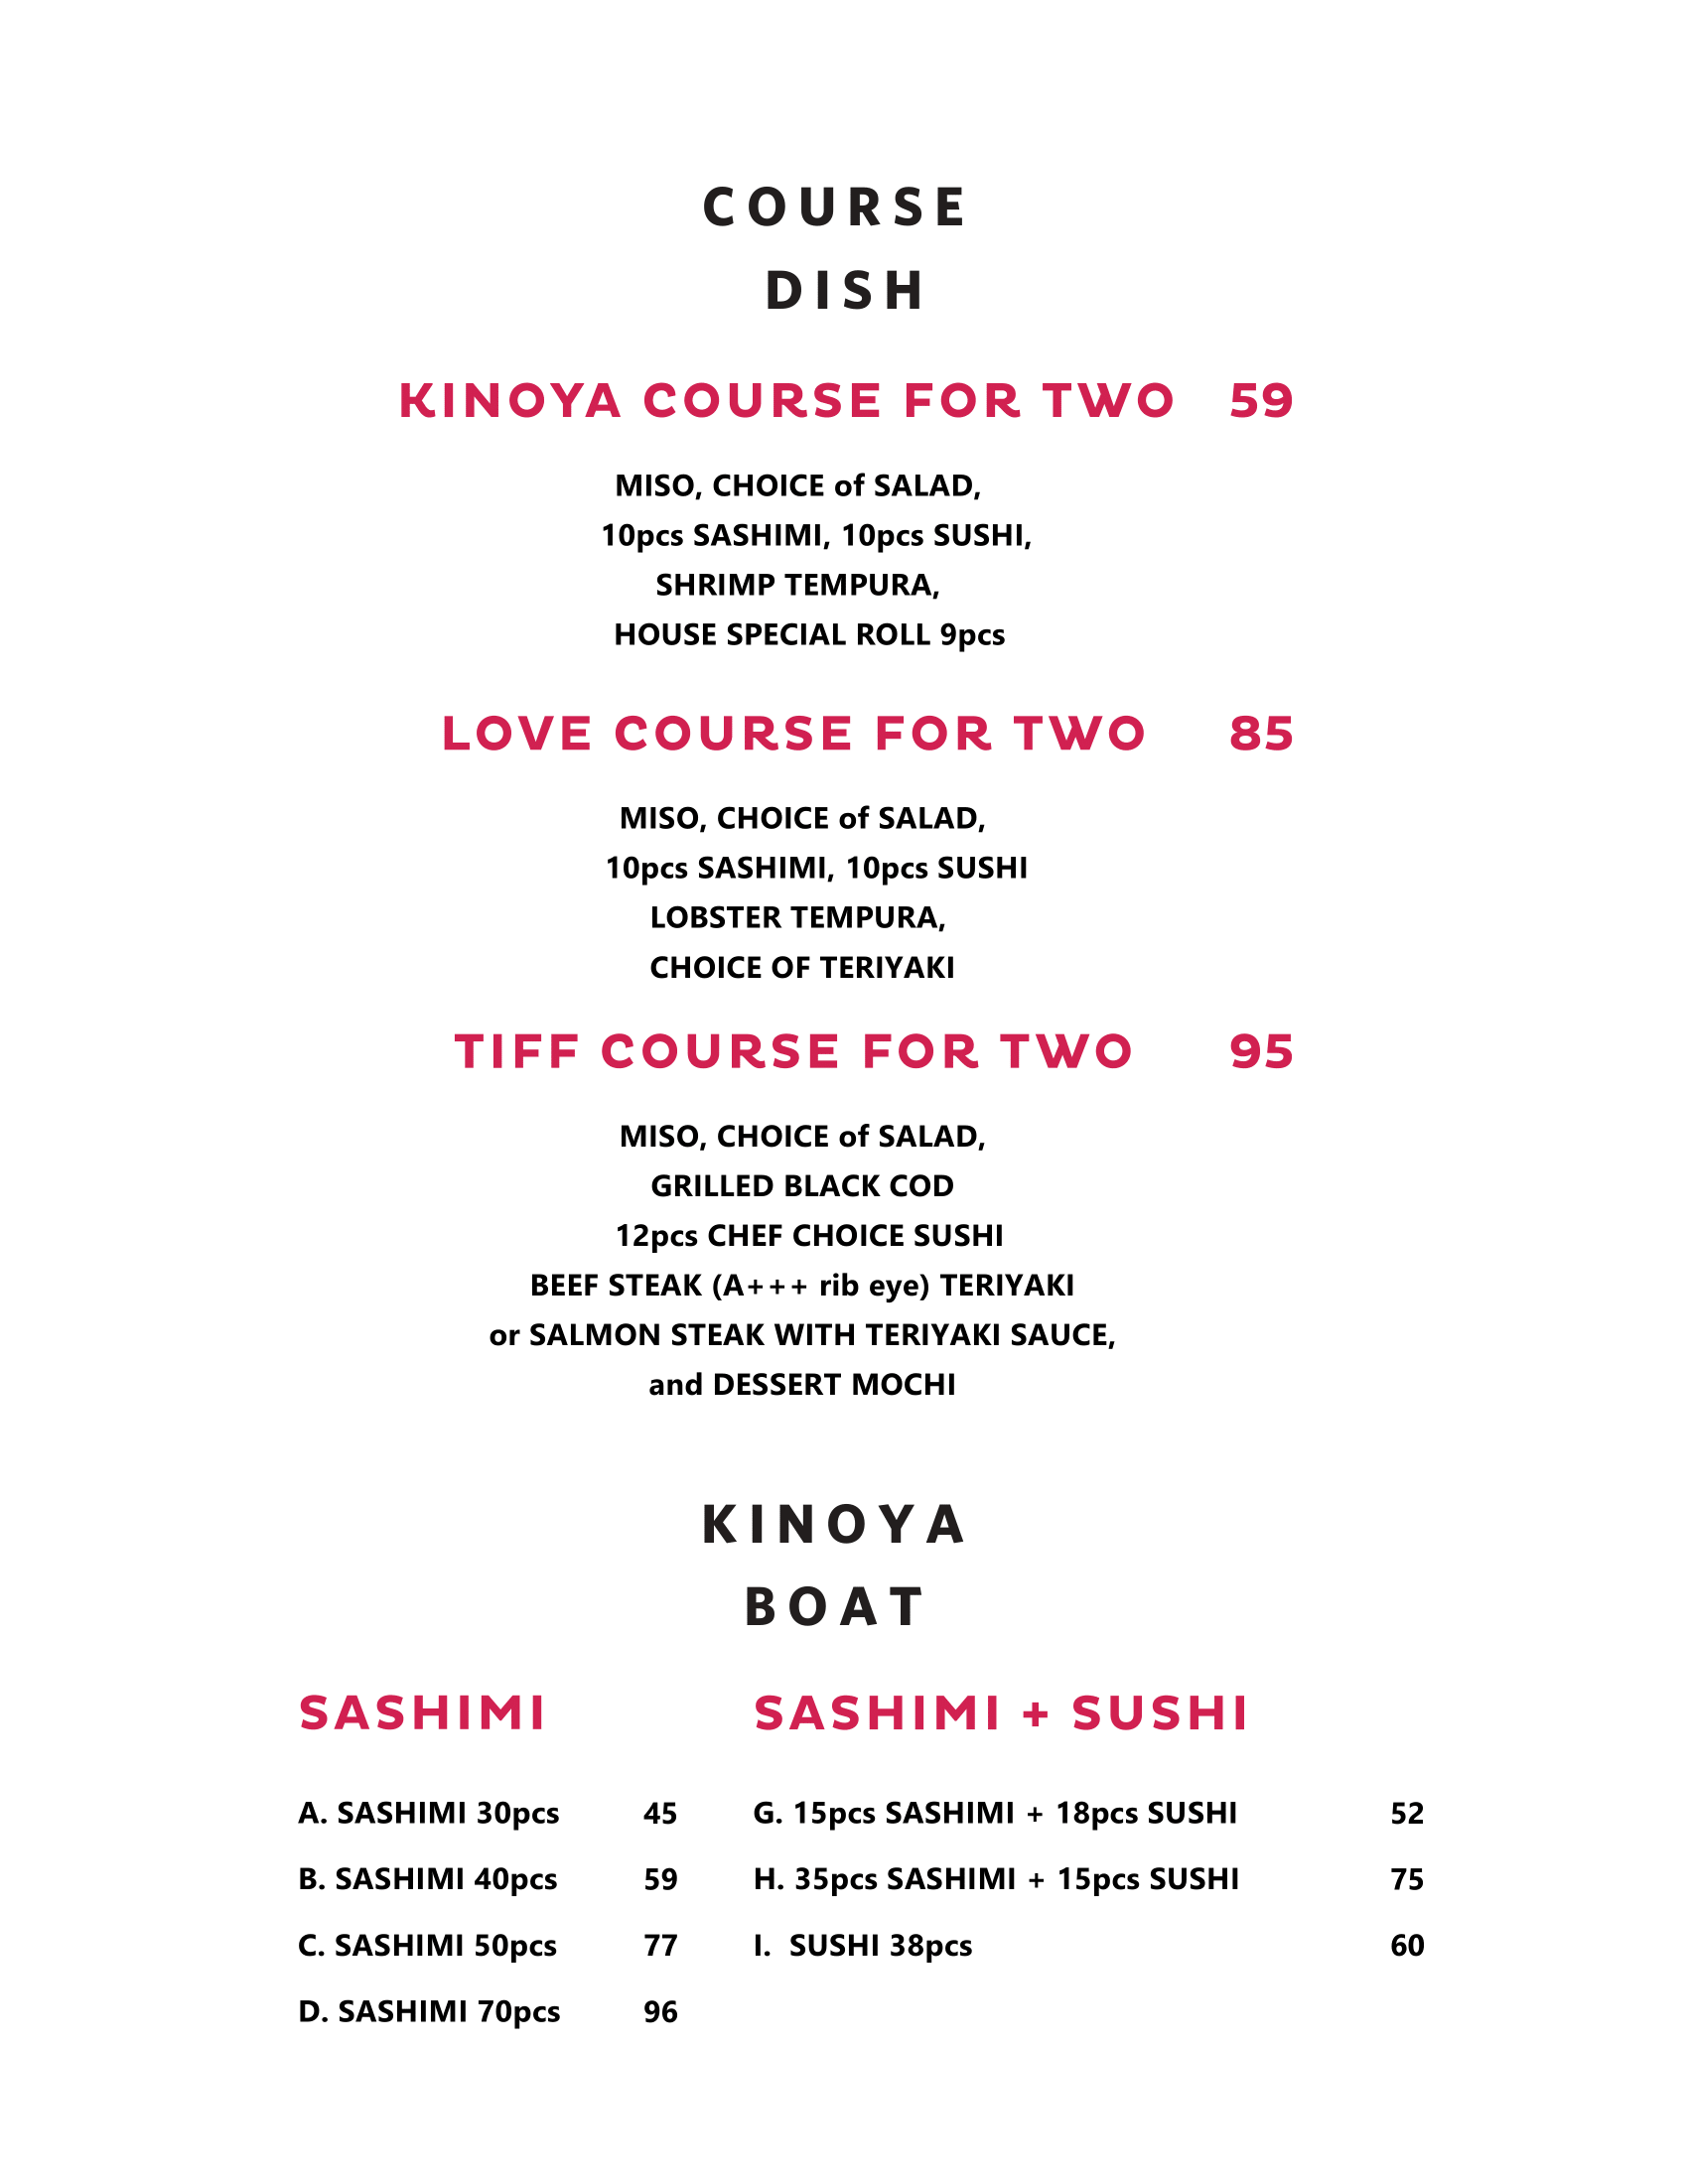 COURSE
DISH
KINOYA COURSE FOR TWO 59
MISO, CHOICE of SALAD,
10pcs SASHIMI, 10pcs SUSHI,
SHRIMP TEMPURA,
HOUSE SPECIAL ROLL 9pcs
LOVE COURSE FOR TWO 85
MISO, CHOICE of SALAD,
10pcs SASHIMI, 10pcs SUSHI
LOBSTER TEMPURA,
CHOICE OF TERIYAKI
TIFF COURSE FOR TWO 95
MISO, CHOICE of SALAD,
GRILLED BLACK COD
12pcs CHEF CHOICE SUSHI
BEEF STEAK (A+++ rib eye) TERIYAKI
or SALMON STEAK WITH TERIYAKI SAUCE,
and DESSERT MOCHI
KINOYA
BOAT
SASHIMI
A. SASHIMI 30pcs 45
B. SASHIMI 40pcs 59
C. SASHIMI 50pcs 77
D. SASHIMI 70pcs 96
SASHIMI + SUSHI
G. 15pcs SASHIMI + 18pcs SUSHI 52
H. 35pcs SASHIMI + 15pcs SUSHI 75
I. SUSHI 38pcs 60